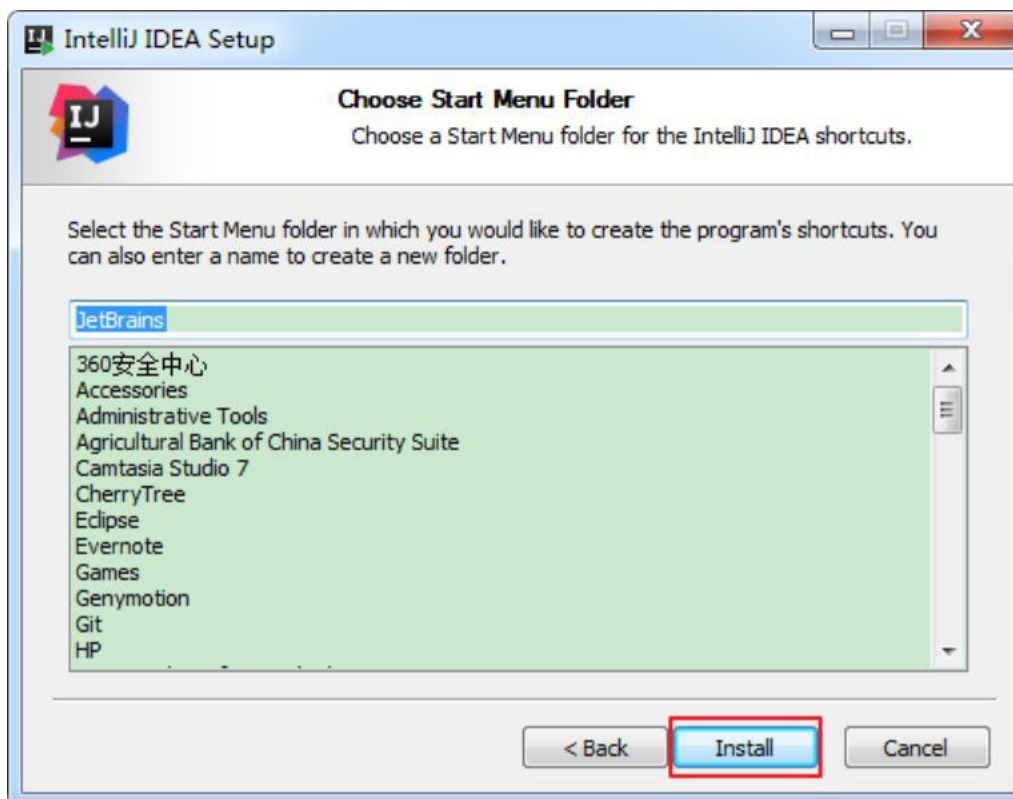 IntelliJ IDEA Setup
IJ
Choose Start Menu Folder
Choose a Start Menu folder for the IntelliJ IDEA shortcuts.
Select the Start Menu folder in which you would like to create the program's shortcuts. You
can also enter a name to create a new folder.
JetBrains
360安全中心
Accessories
Administrative Tools
Agricultural Bank of China Security Suite
Camtasia Studio 7
CherryTree
Eclipse
Evernote
Games
Genymotion
Git
HP
< Back
Install
Cancel